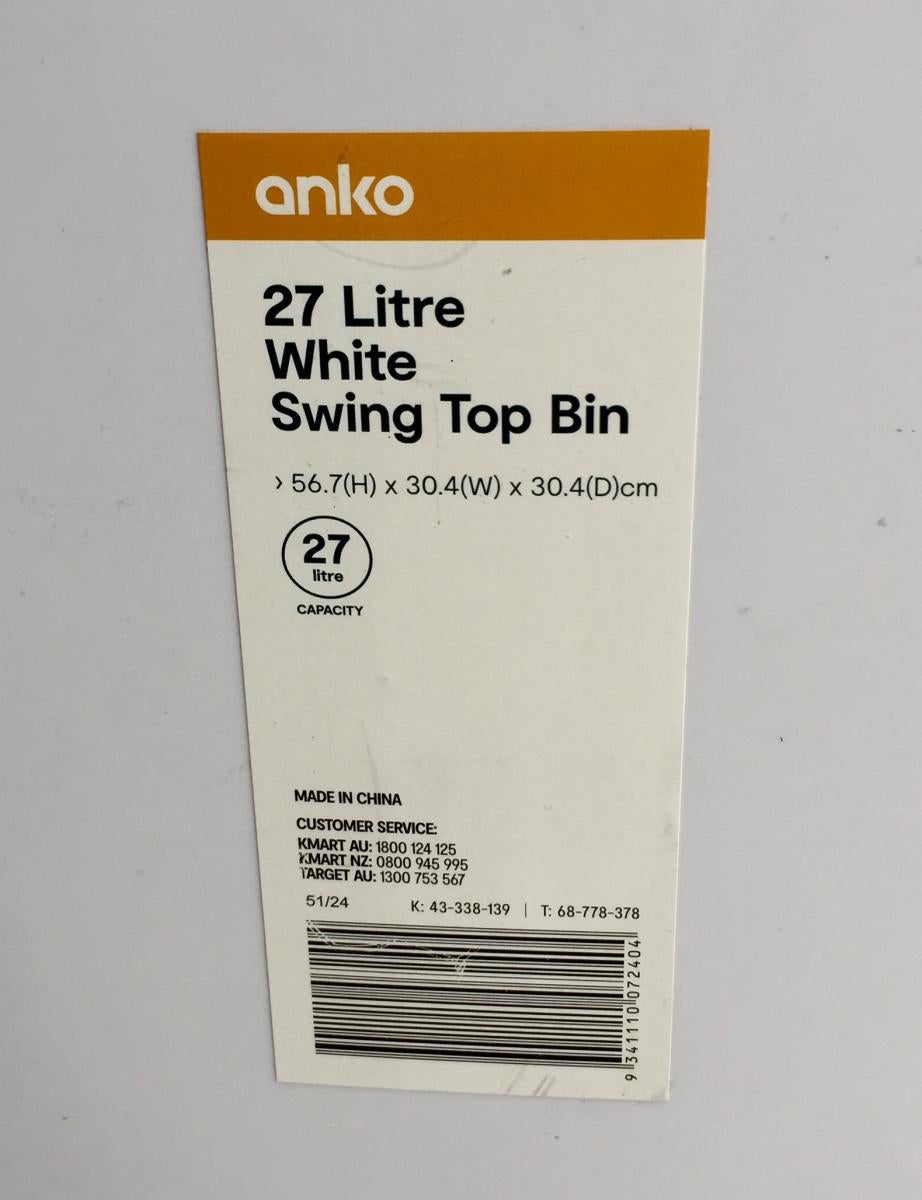 anko
27 Litre
White
Swing Top Bin
› 56.7(H) x 30.4(W) x 30.4(D)cm
27
litre
CAPACITY
MADE IN CHINA
CUSTOMER SERVICE:
KMART AU: 1800 124 125
KMART NZ: 0800 945 995
TARGET AU: 1300 753 567
51/24 K: 43-338-139 | T: 68-778-378
9 341110 072404